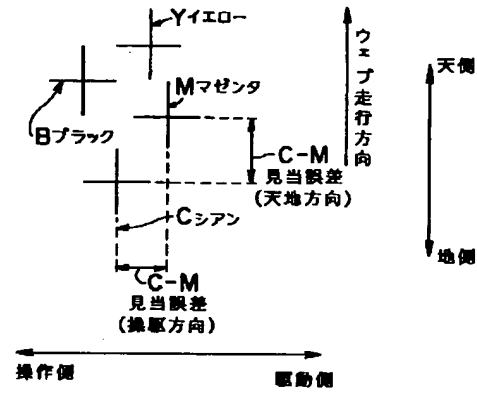 Yイエロー
Mマゼンタ
Bブラック
ウェブ走行方向
天側
C-M
見当誤差
(天地方向)
Cシアン
地側
C-M
見当誤差
(操駆方向)
操作側
駆動側